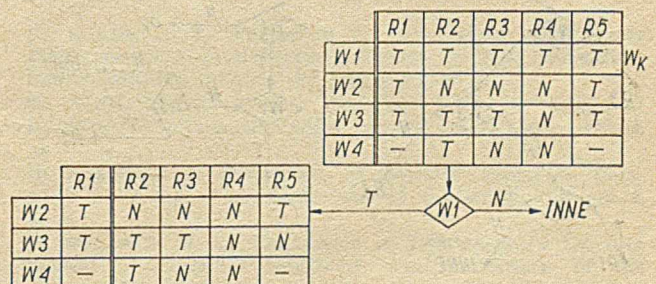 R1 R2 R3 R4 R5
W1 T T T T T WK
W2 T N N N T
W3 T T T N T
W4 – T N N –
T W1 N INNE
R1 R2 R3 R4 R5
W2 T N N N T
W3 T T T N N
W4 – T N N –